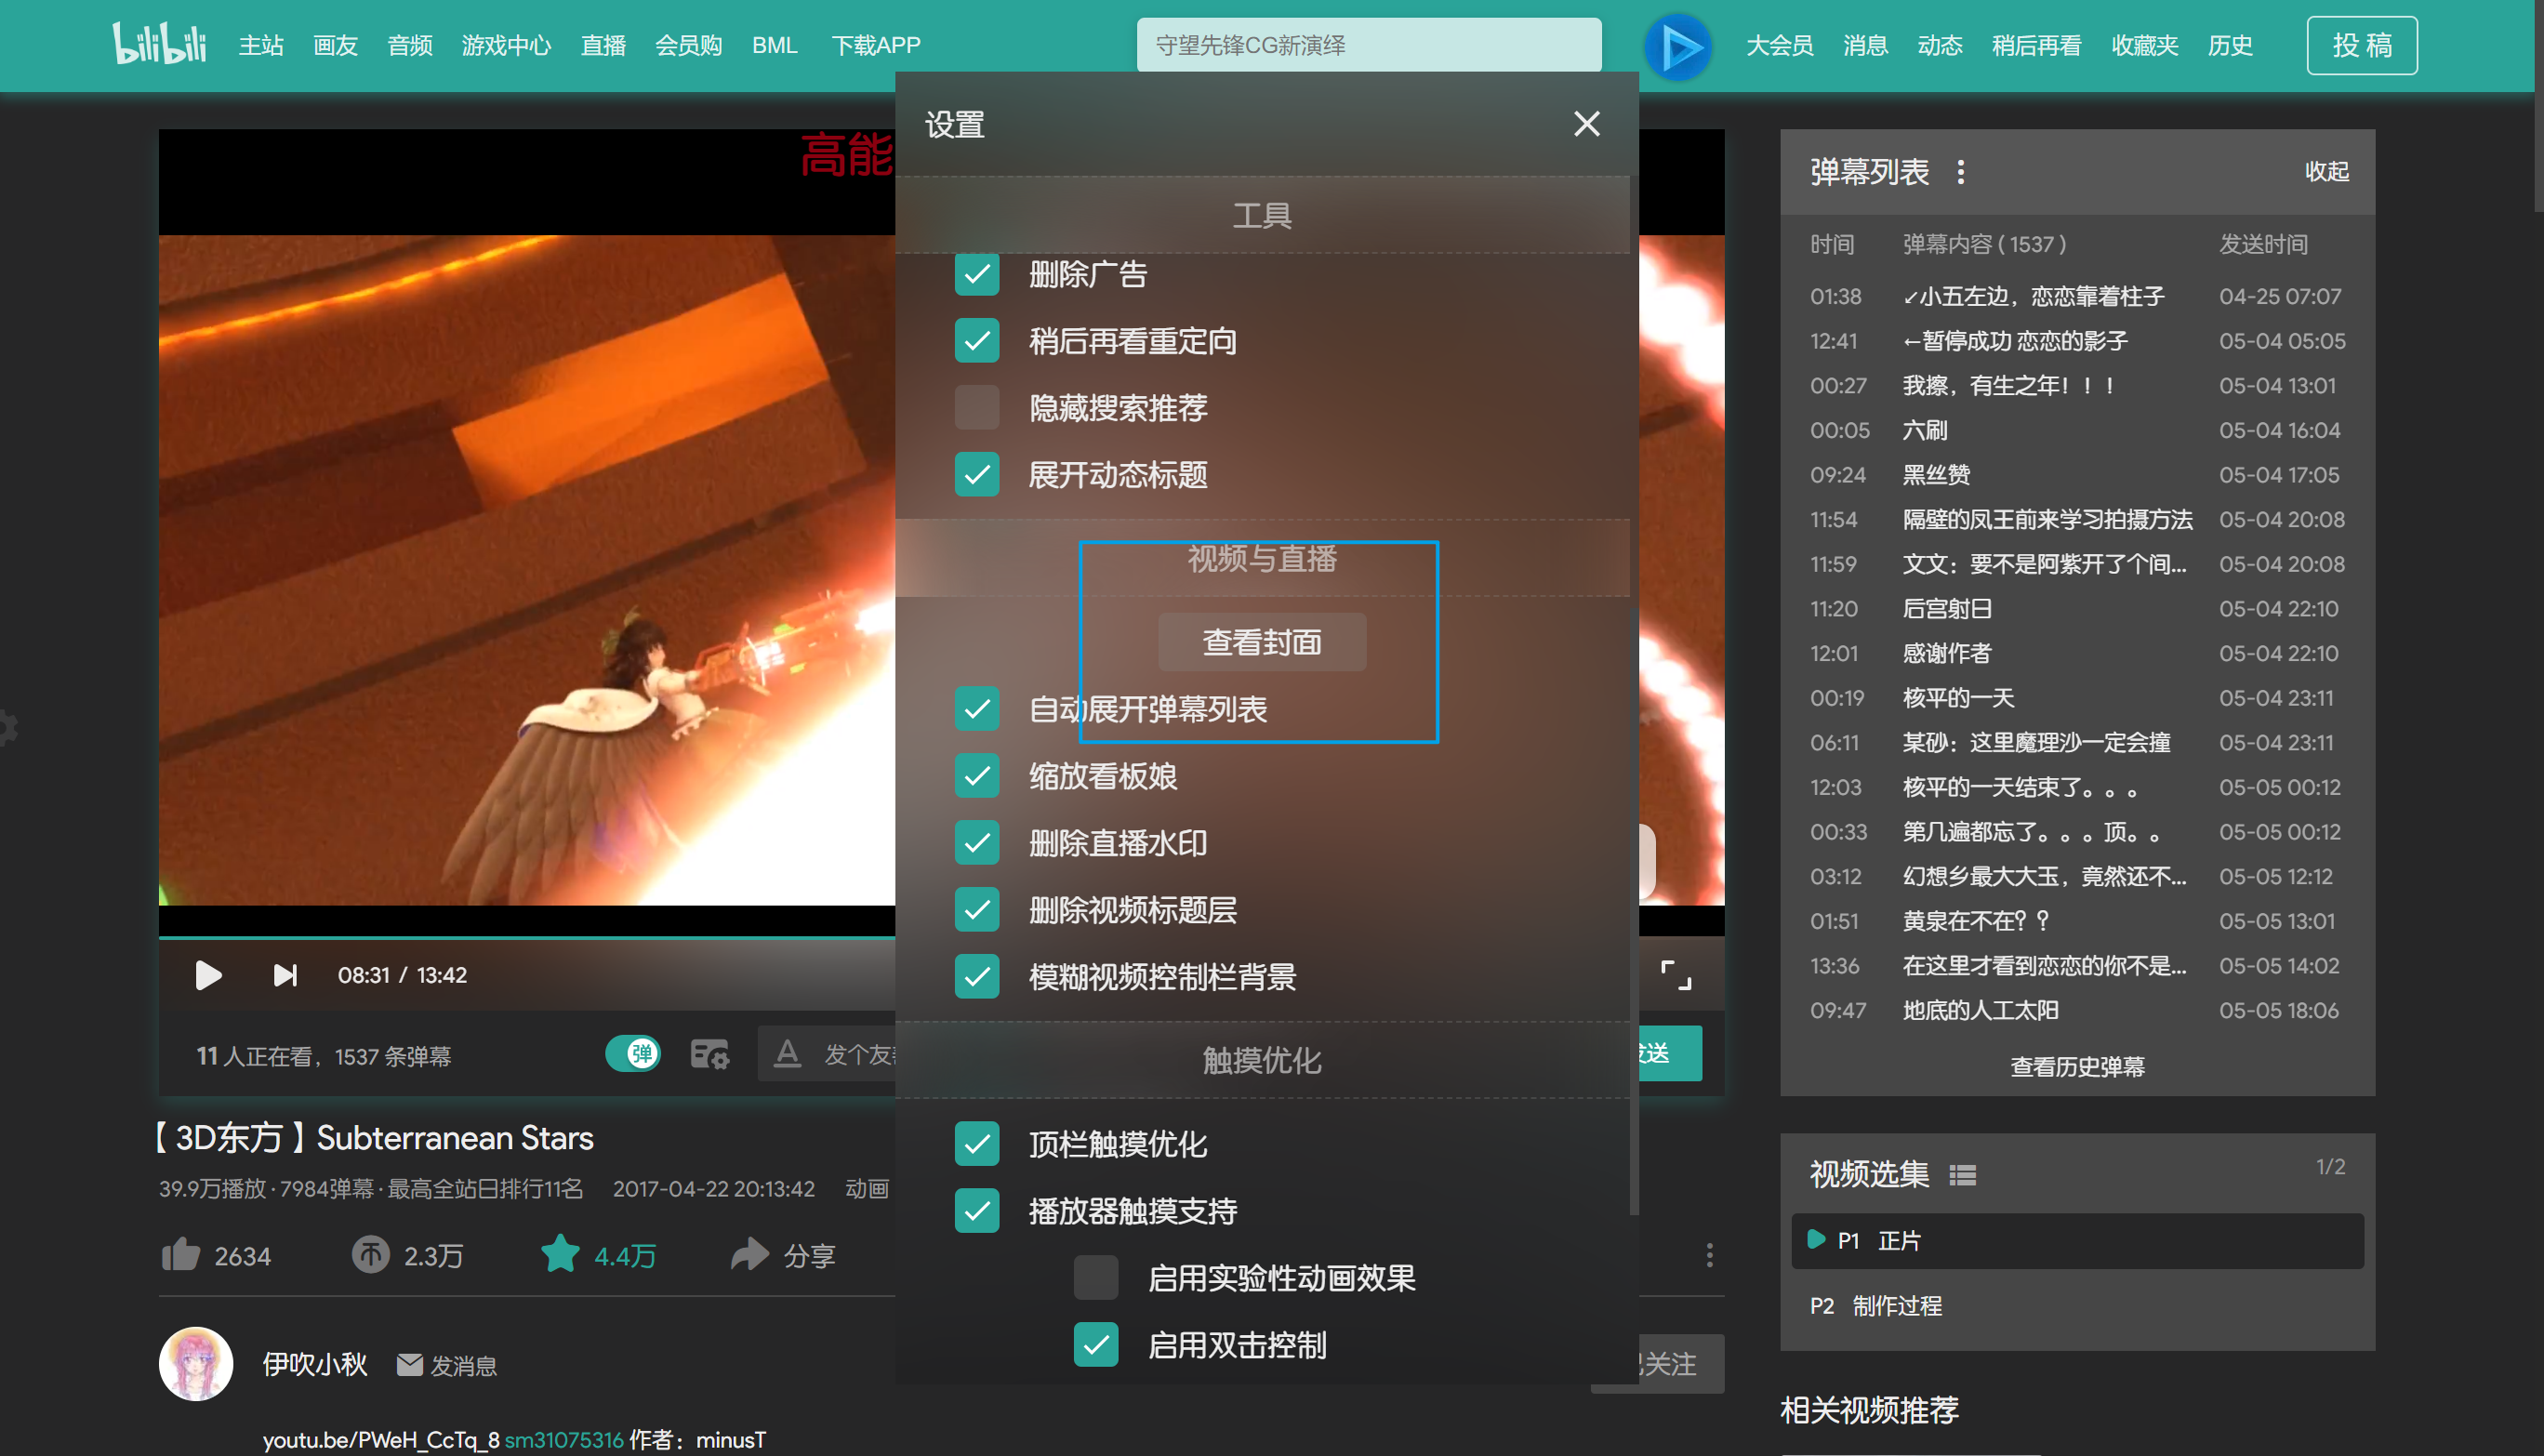 bilibili 主站 画友 音频 游戏中心 直播 会员购 BML 下载APP 守望先锋CG新演绎 大会员 消息 动态 稍后再看 收藏夹 历史 投稿
高能
08:31 / 13:42
11 人正在看，1537 条弹幕 弹 发个友 送
【3D东方】Subterranean Stars
39.9万播放 · 7984弹幕 · 最高全站日排行11名 2017-04-22 20:13:42 动画
2634 2.3万 4.4万 分享
伊吹小秋 发消息 关注
youtu.be/PWeH_CcTq_8 sm31075316 作者：minusT
设置
工具
删除广告
稍后再看重定向
隐藏搜索推荐
展开动态标题
视频与直播
查看封面
自动展开弹幕列表
缩放看板娘
删除直播水印
删除视频标题层
模糊视频控制栏背景
触摸优化
顶栏触摸优化
播放器触摸支持
启用实验性动画效果
启用双击控制
弹幕列表 收起
时间 弹幕内容 ( 1537 ) 发送时间
01:38 ↙小五左边，恋恋靠着柱子 04-25 07:07
12:41 ←暂停成功 恋恋的影子 05-04 05:05
00:27 我擦，有生之年！！！ 05-04 13:01
00:05 六刷 05-04 16:04
09:24 黑丝赞 05-04 17:05
11:54 隔壁的凤王前来学习拍摄方法 05-04 20:08
11:59 文文：要不是阿紫开了个间... 05-04 20:08
11:20 后宫射日 05-04 22:10
12:01 感谢作者 05-04 22:10
00:19 核平的一天 05-04 23:11
06:11 某砂：这里魔理沙一定会撞 05-04 23:11
12:03 核平的一天结束了。。。 05-05 00:12
00:33 第几遍都忘了。。。顶。。 05-05 00:12
03:12 幻想乡最大大玉，竟然还不... 05-05 12:12
01:51 黄泉在不在？？ 05-05 13:01
13:36 在这里才看到恋恋的你不是... 05-05 14:02
09:47 地底的人工太阳 05-05 18:06
查看历史弹幕
视频选集 1/2
P1 正片
P2 制作过程
相关视频推荐